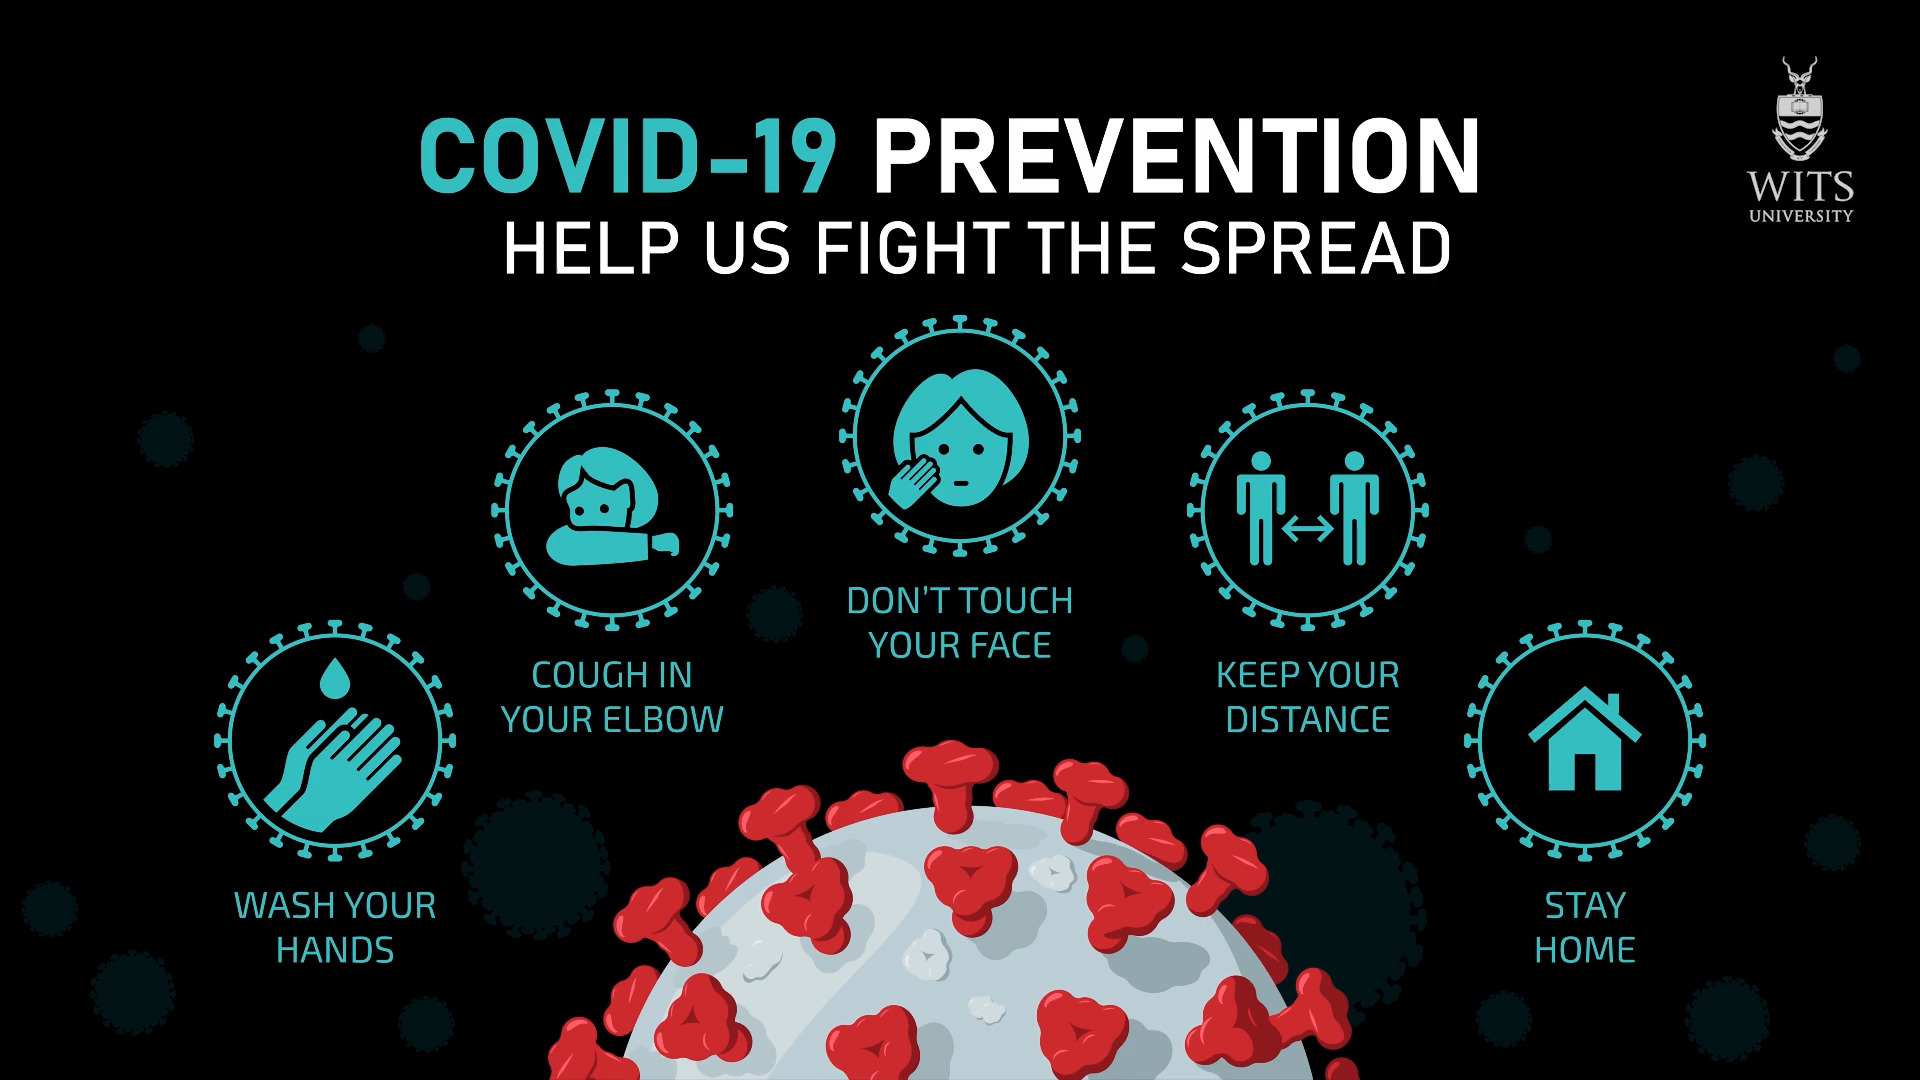 COVID-19 PREVENTION
HELP US FIGHT THE SPREAD
WITS
UNIVERSITY
DON'T TOUCH
YOUR FACE
COUGH IN
YOUR ELBOW
KEEP YOUR
DISTANCE
WASH YOUR
HANDS
STAY
HOME